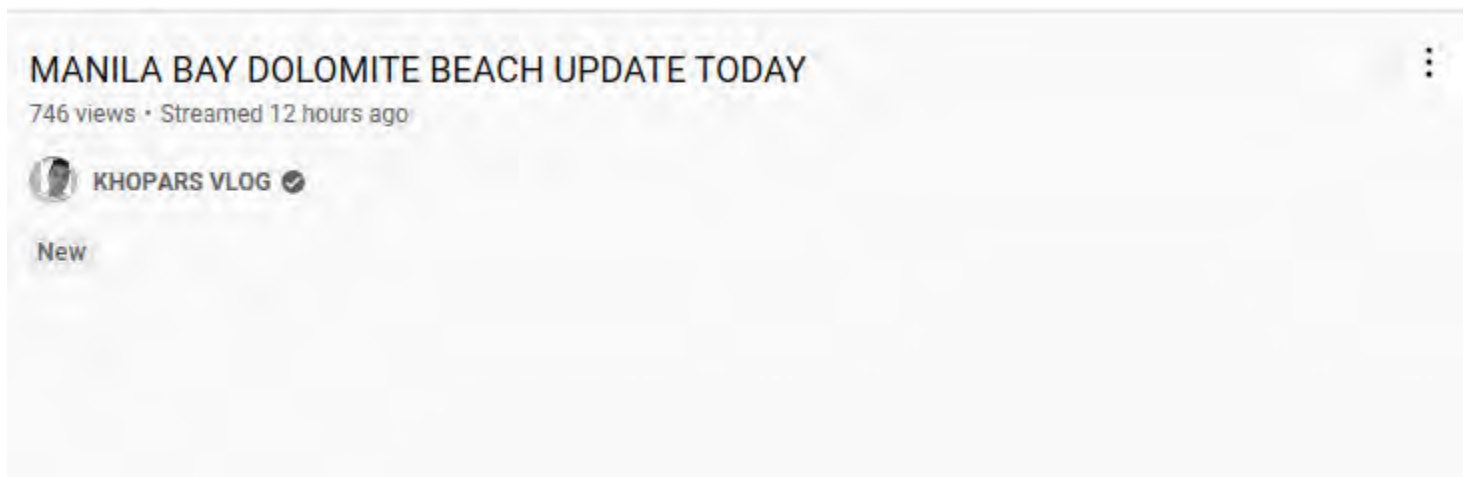 MANILA BAY DOLOMITE BEACH UPDATE TODAY
746 views • Streamed 12 hours ago
KHOPARS VLOG
New